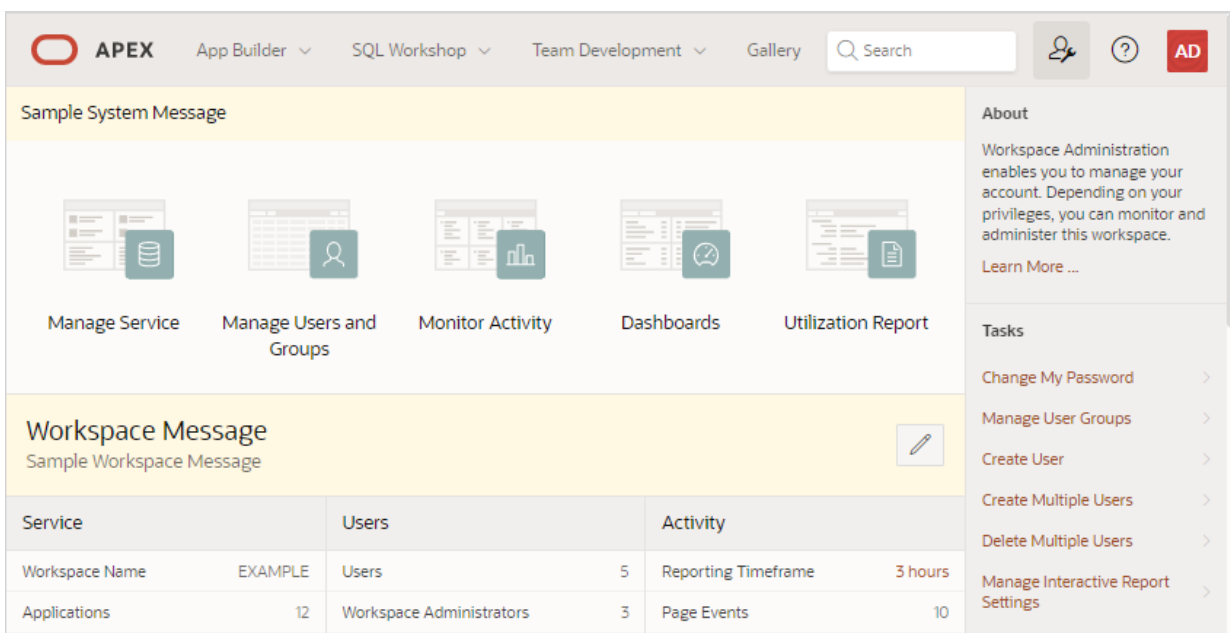 APEX App Builder SQL Workshop Team Development Gallery Search AD
Sample System Message
Manage Service
Manage Users and
Groups
Monitor Activity
Dashboards
Utilization Report
Workspace Message
Sample Workspace Message
Service
Workspace Name EXAMPLE
Applications 12
Users
Users 5
Workspace Administrators 3
Activity
Reporting Timeframe 3 hours
Page Events 10
About
Workspace Administration
enables you to manage your
account. Depending on your
privileges, you can monitor and
administer this workspace.
Learn More ...
Tasks
Change My Password
Manage User Groups
Create User
Create Multiple Users
Delete Multiple Users
Manage Interactive Report
Settings